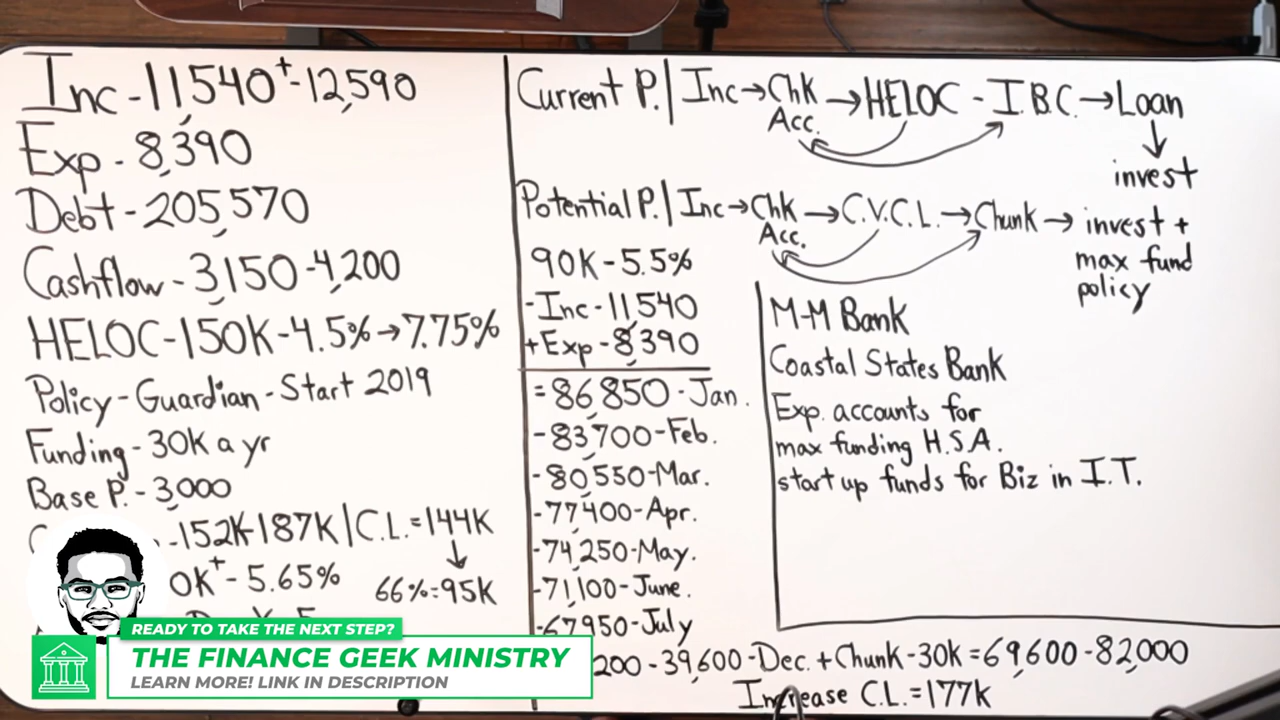 Inc - 11,540⁺ - 12,590
Exp - 8,390
Debt - 205,570
Cashflow - 3,150 - 4,200
HELOC - 150K - 4.5% → 7.75%
Policy - Guardian - Start 2019
Funding - 30K a yr
Base P. - 3,000
- 152K - 187K | C.L. = 144K
0K⁺ - 5.65%
66% = 95K
Current P. | Inc → Chk Acc. → HELOC - I.B.C. → Loan
invest
Potential P. | Inc → Chk Acc. → C.V.C.L. → Chunk → invest +
max fund
policy
90K - 5.5%
- Inc - 11,540
+ Exp - 8,390
= 86,850 - Jan.
- 83,700 - Feb.
- 80,550 - Mar.
- 77,400 - Apr.
- 74,250 - May.
- 71,100 - June.
- 67,950 - July
200 - 39,600 - Dec. + Chunk - 30K = 69,600 - 82,000
Increase C.L. = 177K
M-M Bank
Coastal States Bank
Exp. accounts for
max funding H.S.A.
start up funds for Biz in I.T.
READY TO TAKE THE NEXT STEP?
THE FINANCE GEEK MINISTRY
LEARN MORE! LINK IN DESCRIPTION